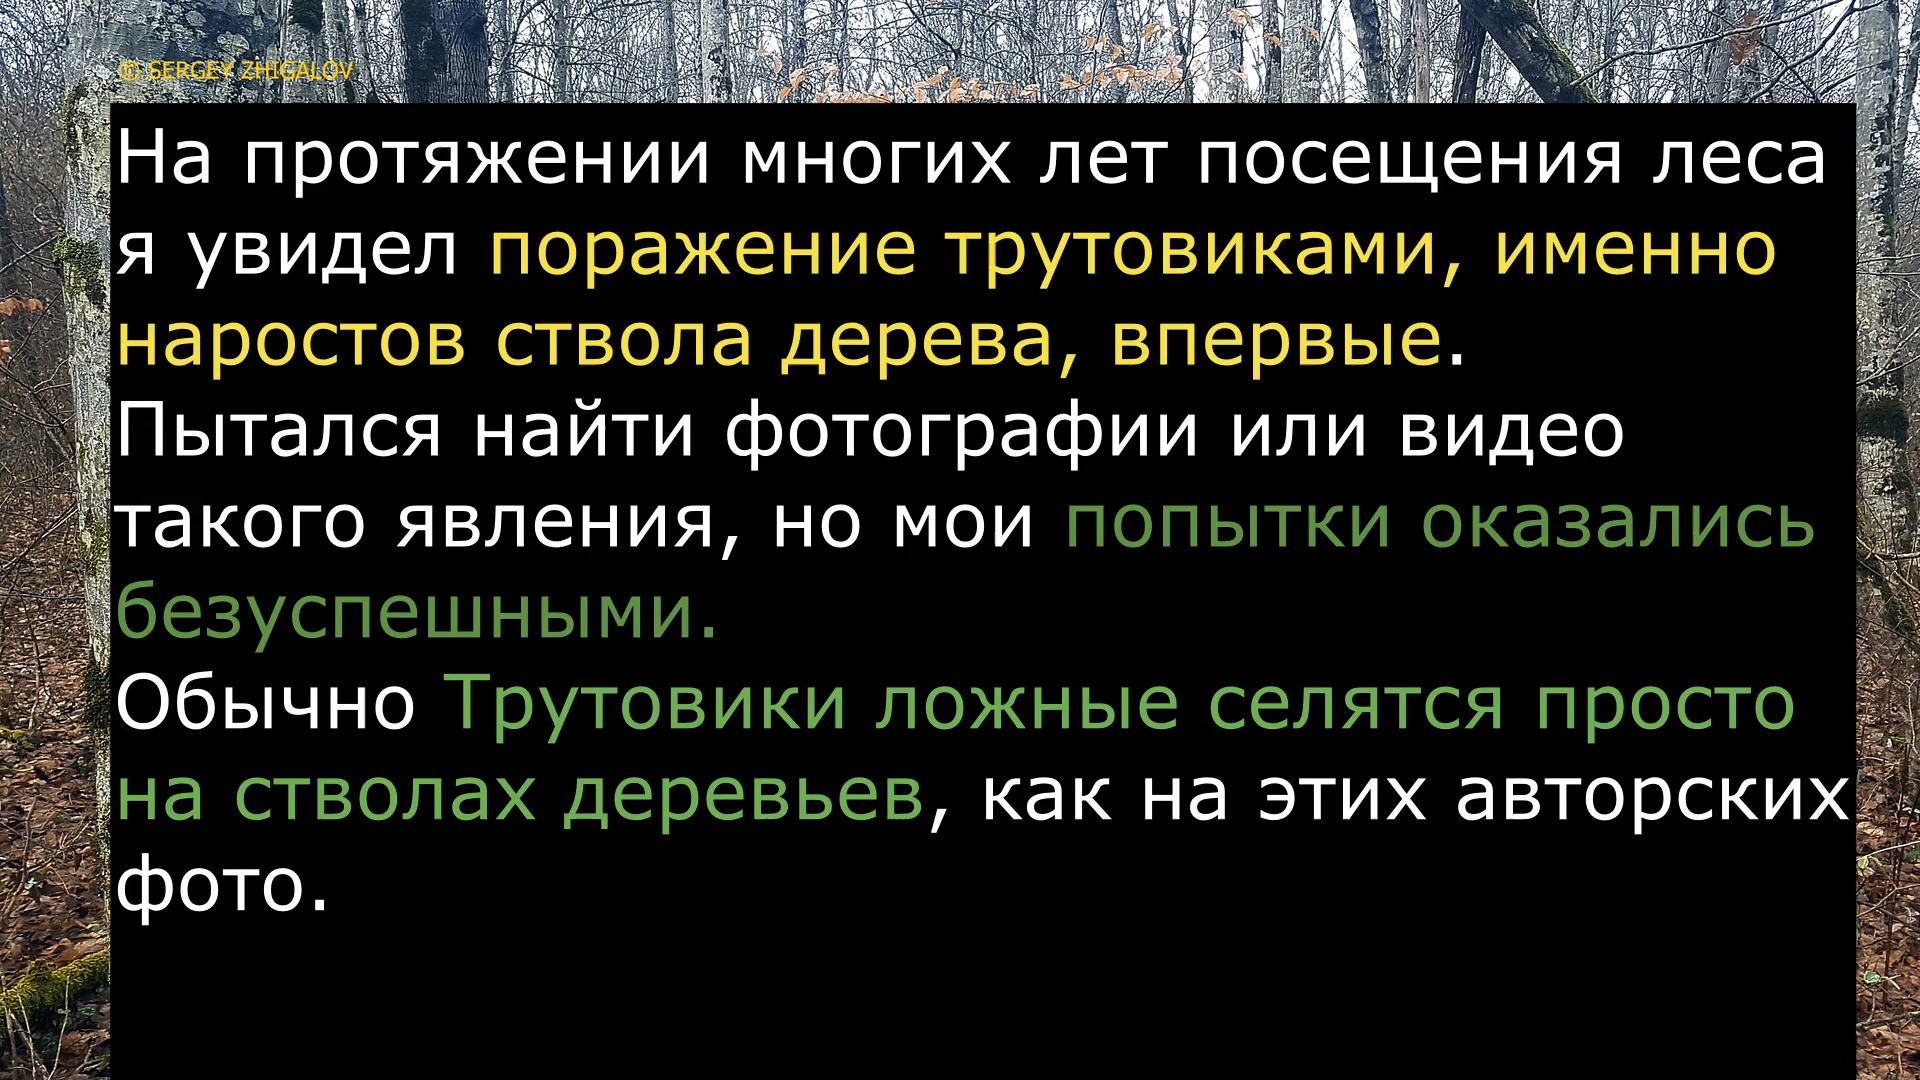 © SERGEY ZHIGALOV
На протяжении многих лет посещения леса
я увидел поражение трутовиками, именно
наростов ствола дерева, впервые.
Пытался найти фотографии или видео
такого явления, но мои попытки оказались
безуспешными.
Обычно Трутовики ложные селятся просто
на стволах деревьев, как на этих авторских
фото.